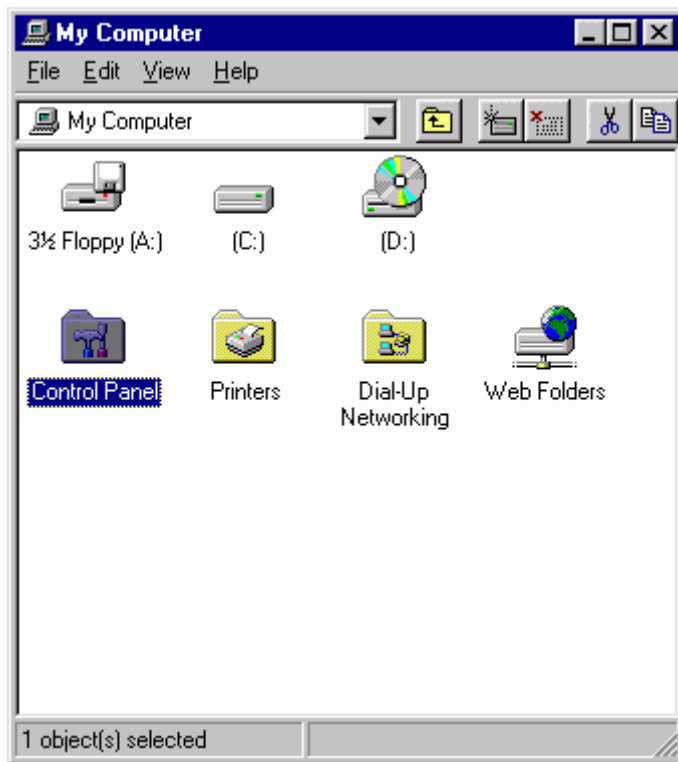 My Computer
File Edit View Help
My Computer
3½ Floppy (A:) (C:) (D:)
Control Panel Printers Dial-Up Web Folders
Networking
1 object(s) selected